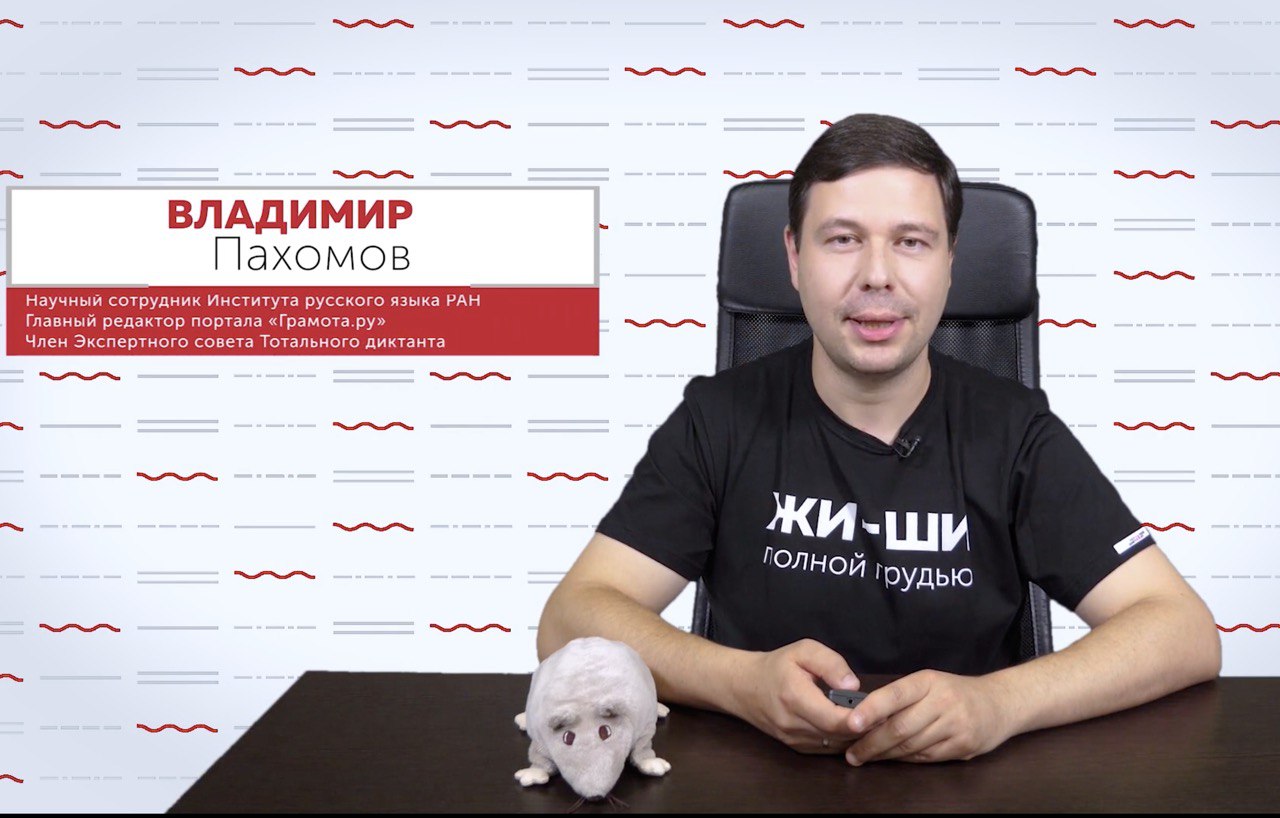 ВЛАДИМИР
Пахомов
Научный сотрудник Института русского языка РАН
Главный редактор портала «Грамота.ру»
Член Экспертного совета Тотального диктанта
ЖИ-ШИ
полной грудью